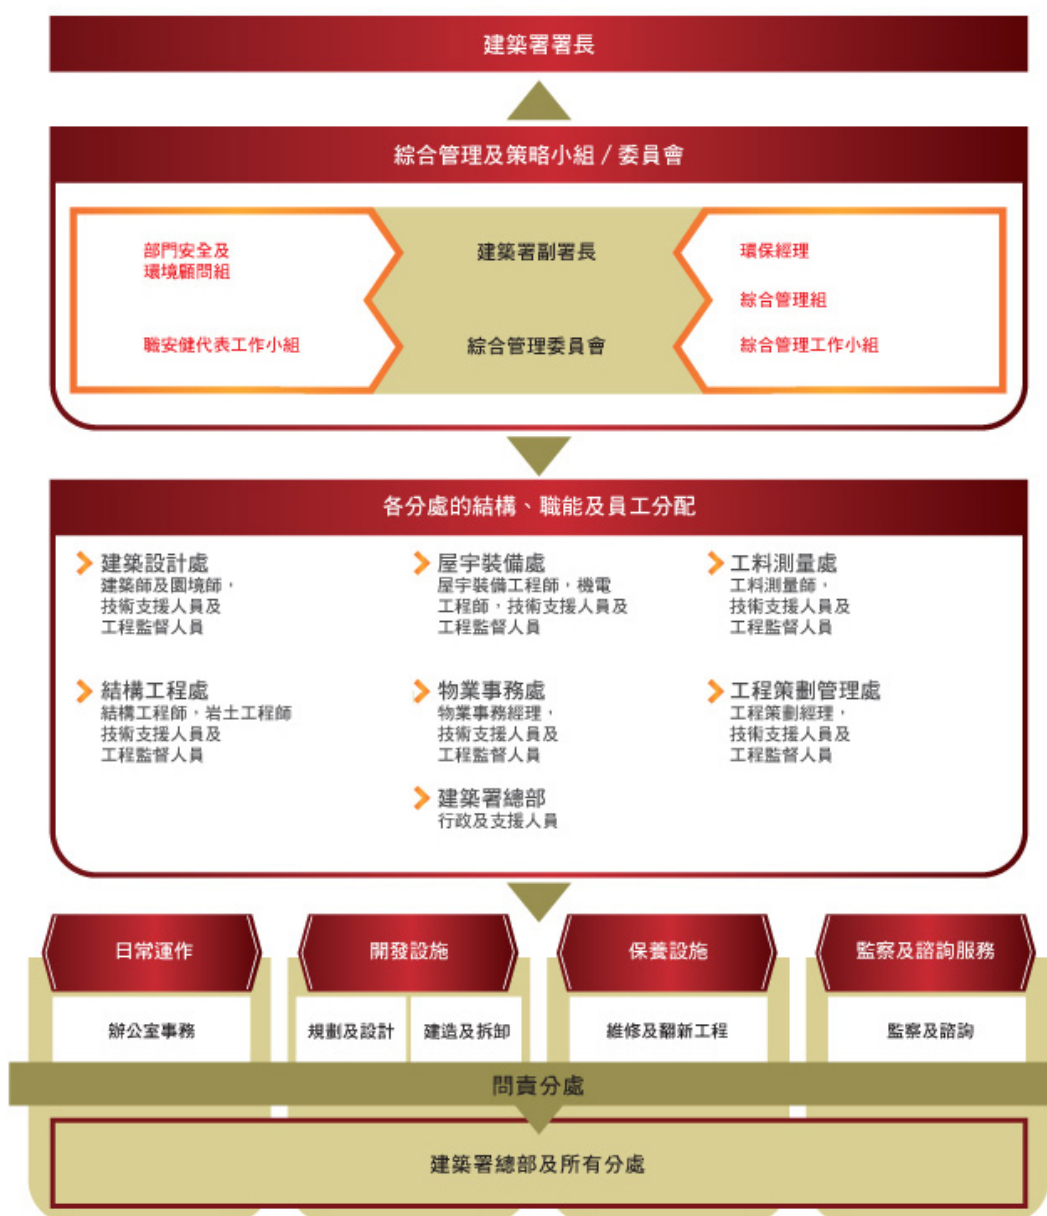 建築署署長
綜合管理及策略小組 / 委員會
部門安全及
環境顧問組
職安健代表工作小組
建築署副署長
綜合管理委員會
環保經理
綜合管理組
綜合管理工作小組
各分處的結構、職能及員工分配
建築設計處
建築師及園境師，
技術支援人員及
工程監督人員
屋宇裝備處
屋宇裝備工程師，機電
工程師，技術支援人員及
工程監督人員
工料測量處
工料測量師，
技術支援人員及
工程監督人員
結構工程處
結構工程師，岩土工程師
技術支援人員及
工程監督人員
物業事務處
物業事務經理，
技術支援人員及
工程監督人員
工程策劃管理處
工程策劃經理，
技術支援人員及
工程監督人員
建築署總部
行政及支援人員
日常運作
開發設施
保養設施
監察及諮詢服務
辦公室事務
規劃及設計
建造及拆卸
維修及翻新工程
監察及諮詢
問責分處
建築署總部及所有分處